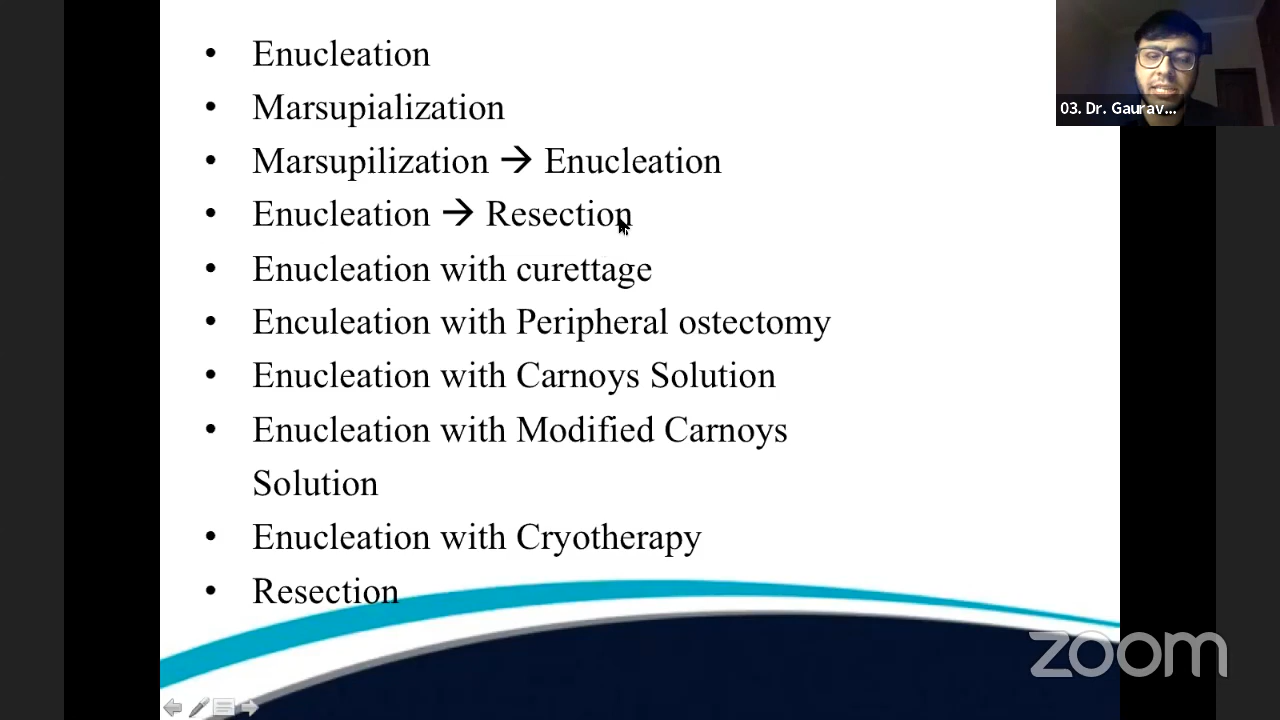 • Enucleation
• Marsupialization
• Marsupilization → Enucleation
• Enucleation → Resection
• Enucleation with curettage
• Enculeation with Peripheral ostectomy
• Enucleation with Carnoys Solution
• Enucleation with Modified Carnoys
Solution
• Enucleation with Cryotherapy
• Resection
03. Dr. Gaurav...
zoom